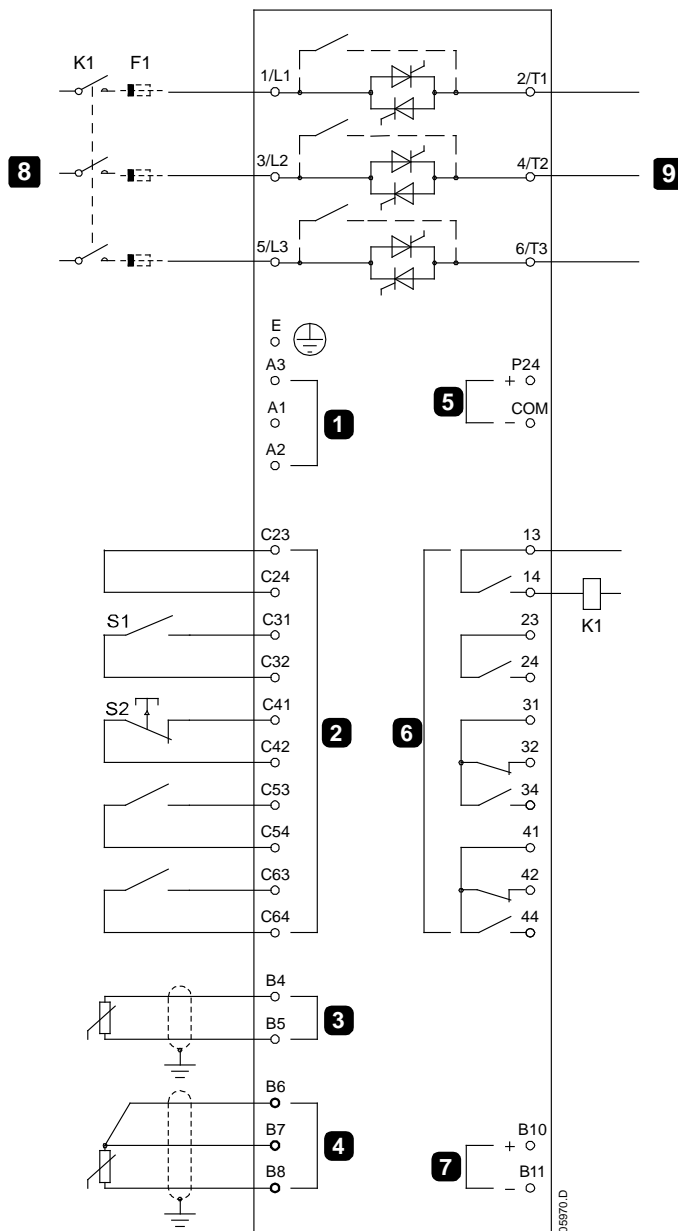 K1 F1
1/L1 2/T1
8
3/L2 4/T2
9
5/L3 6/T3
E
A3 P24
+
1 5
A1 COM
-
A2
C23 13
C24 14
K1
S1 C31 23
C32 24
S2 C41 31
2 6
C42 32
C53 34
C54 41
C63 42
C64 44
B4
3
B5
B6
B7 B10
+
4 7
B8 B11
-
05970.D